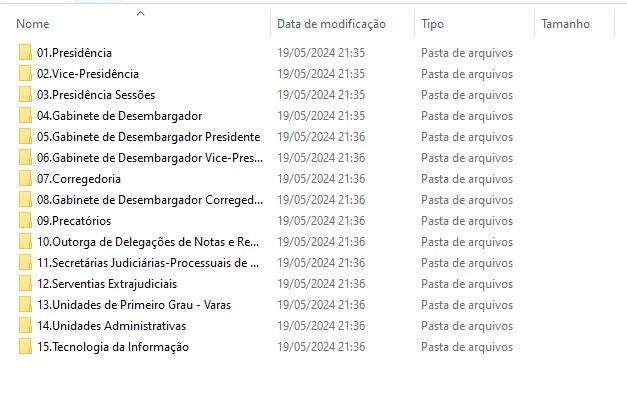 Nome Data de modificação Tipo Tamanho
01.Presidência 19/05/2024 21:35 Pasta de arquivos
02.Vice-Presidência 19/05/2024 21:35 Pasta de arquivos
03.Presidência Sessões 19/05/2024 21:35 Pasta de arquivos
04.Gabinete de Desembargador 19/05/2024 21:35 Pasta de arquivos
05.Gabinete de Desembargador Presidente 19/05/2024 21:36 Pasta de arquivos
06.Gabinete de Desembargador Vice-Pres... 19/05/2024 21:36 Pasta de arquivos
07.Corregedoria 19/05/2024 21:36 Pasta de arquivos
08.Gabinete de Desembargador Correged... 19/05/2024 21:36 Pasta de arquivos
09.Precatórios 19/05/2024 21:36 Pasta de arquivos
10.Outorga de Delegações de Notas e Re... 19/05/2024 21:36 Pasta de arquivos
11.Secretárias Judiciárias-Processuais de ... 19/05/2024 21:36 Pasta de arquivos
12.Serventias Extrajudiciais 19/05/2024 21:36 Pasta de arquivos
13.Unidades de Primeiro Grau - Varas 19/05/2024 21:36 Pasta de arquivos
14.Unidades Administrativas 19/05/2024 21:36 Pasta de arquivos
15.Tecnologia da Informação 19/05/2024 21:36 Pasta de arquivos